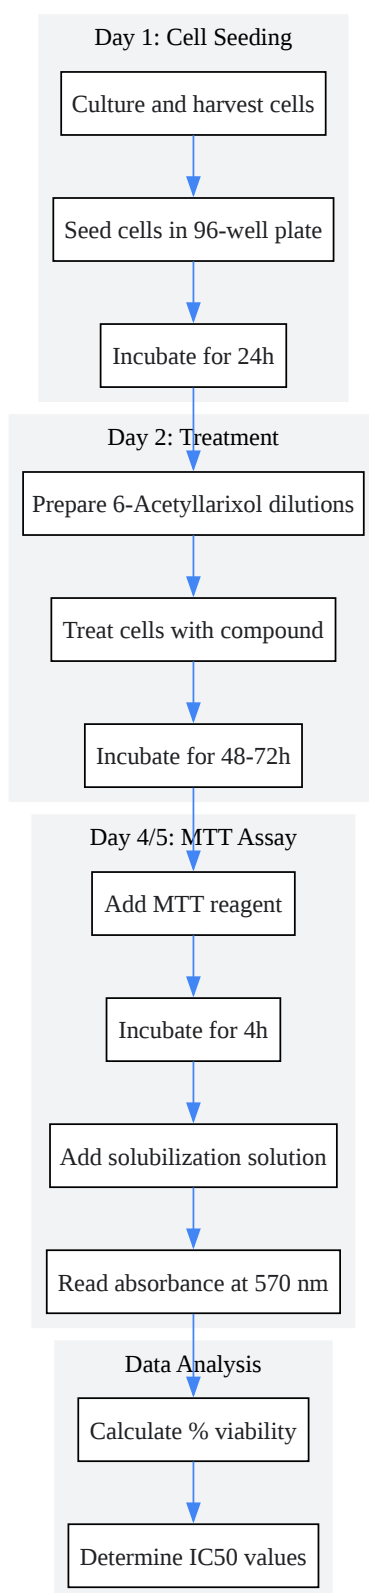 Day 1: Cell Seeding
Culture and harvest cells
Seed cells in 96-well plate
Incubate for 24h
Day 2: Treatment
Prepare 6-Acetyllarixol dilutions
Treat cells with compound
Incubate for 48-72h
Day 4/5: MTT Assay
Add MTT reagent
Incubate for 4h
Add solubilization solution
Read absorbance at 570 nm
Data Analysis
Calculate % viability
Determine IC50 values